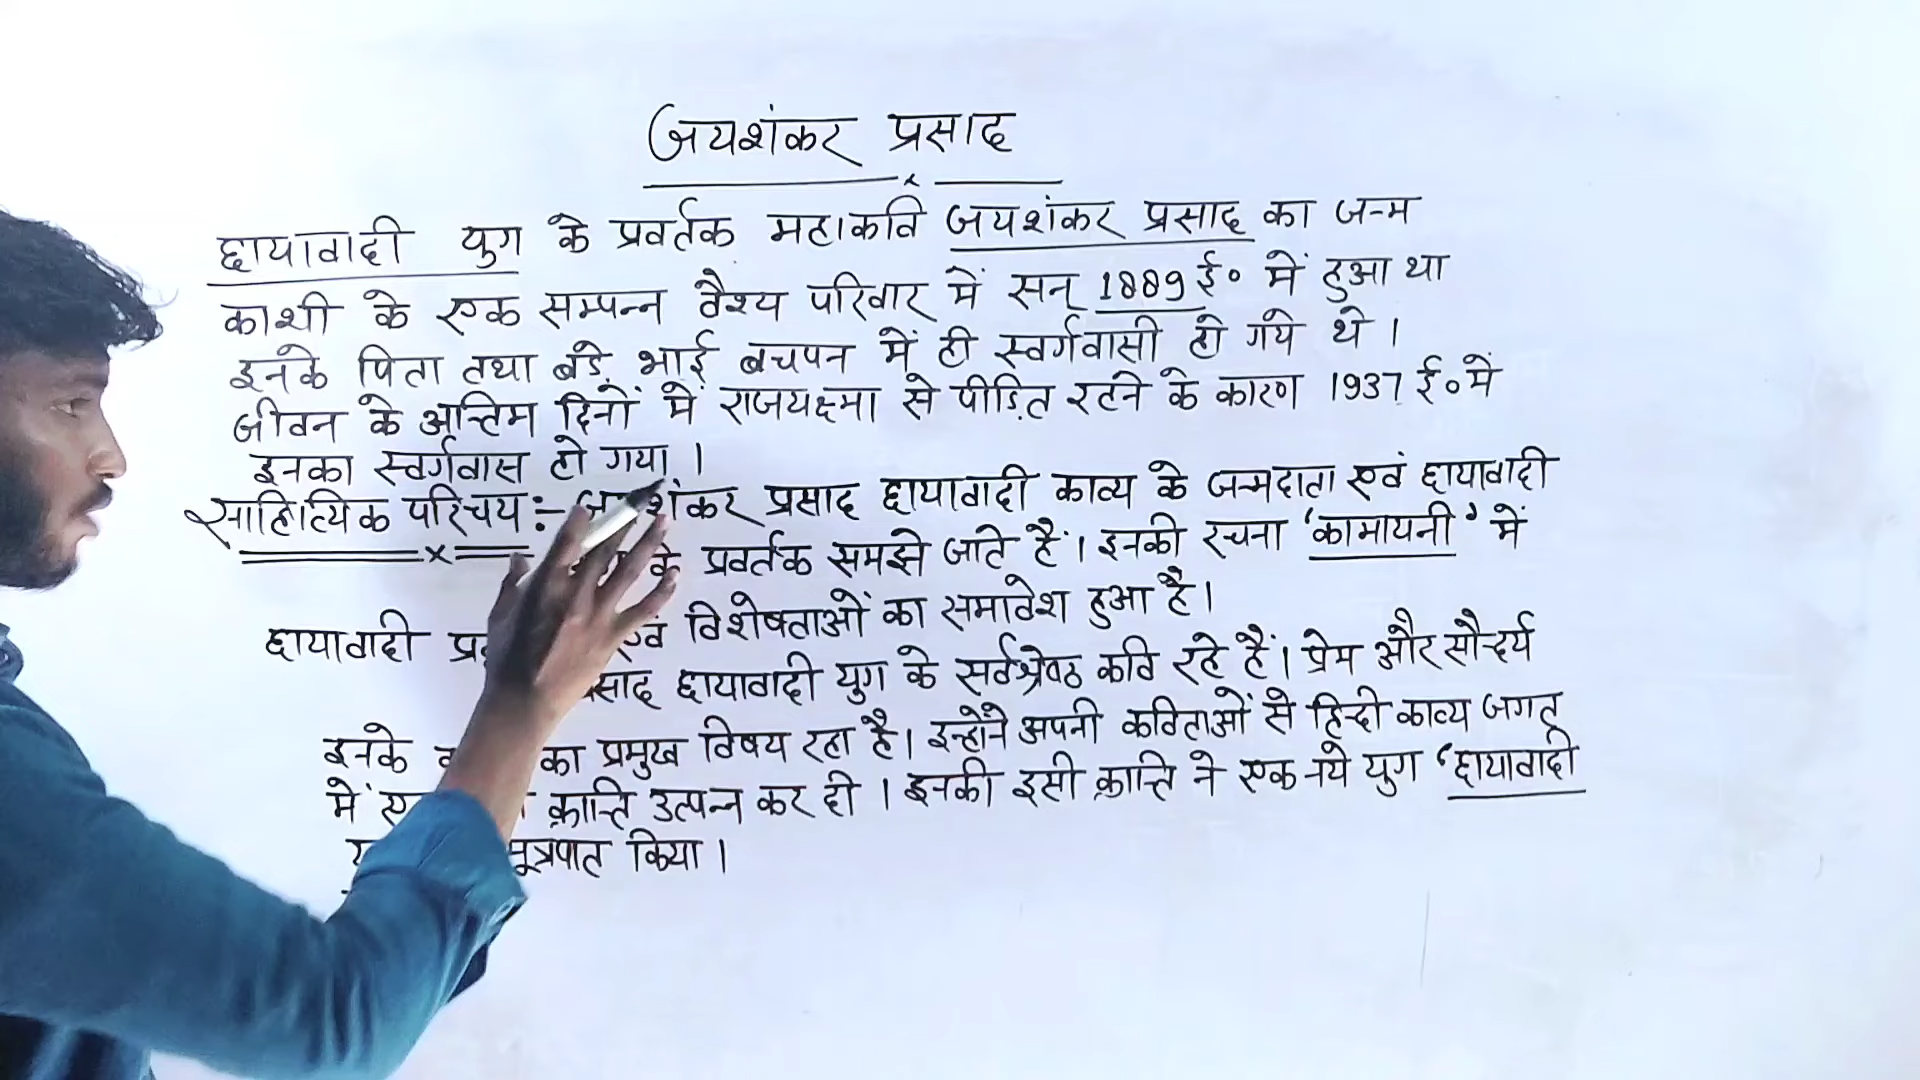 जयशंकर प्रसाद
छायावादी युग के प्रवर्तक महाकवि जयशंकर प्रसाद का जन्म
काशी के एक सम्पन्न वैश्य परिवार में सन् 1889 ई० में हुआ था
इनके पिता तथा बड़े भाई बचपन में ही स्वर्गवासी हो गये थे ।
जीवन के अन्तिम दिनों में राजयक्ष्मा से पीड़ित रहने के कारण 1937 ई० में
इनका स्वर्गवास हो गया ।
साहित्यिक परिचय :- जयशंकर प्रसाद छायावादी काव्य के जन्मदाता एवं छायावादी
के प्रवर्तक समझे जाते हैं । इनकी रचना 'कामायनी' में
छायावादी एवं विशेषताओं का समावेश हुआ है ।
छायावादी युग के सर्वश्रेष्ठ कवि रहे हैं । प्रेम और सौन्दर्य
इनके का प्रमुख विषय रहा है । इन्होंने अपनी कविताओं से हिन्दी काव्य जगत्
में क्रान्ति उत्पन्न कर दी । इनकी इसी क्रान्ति ने एक नये युग 'छायावादी
सूत्रपात किया ।